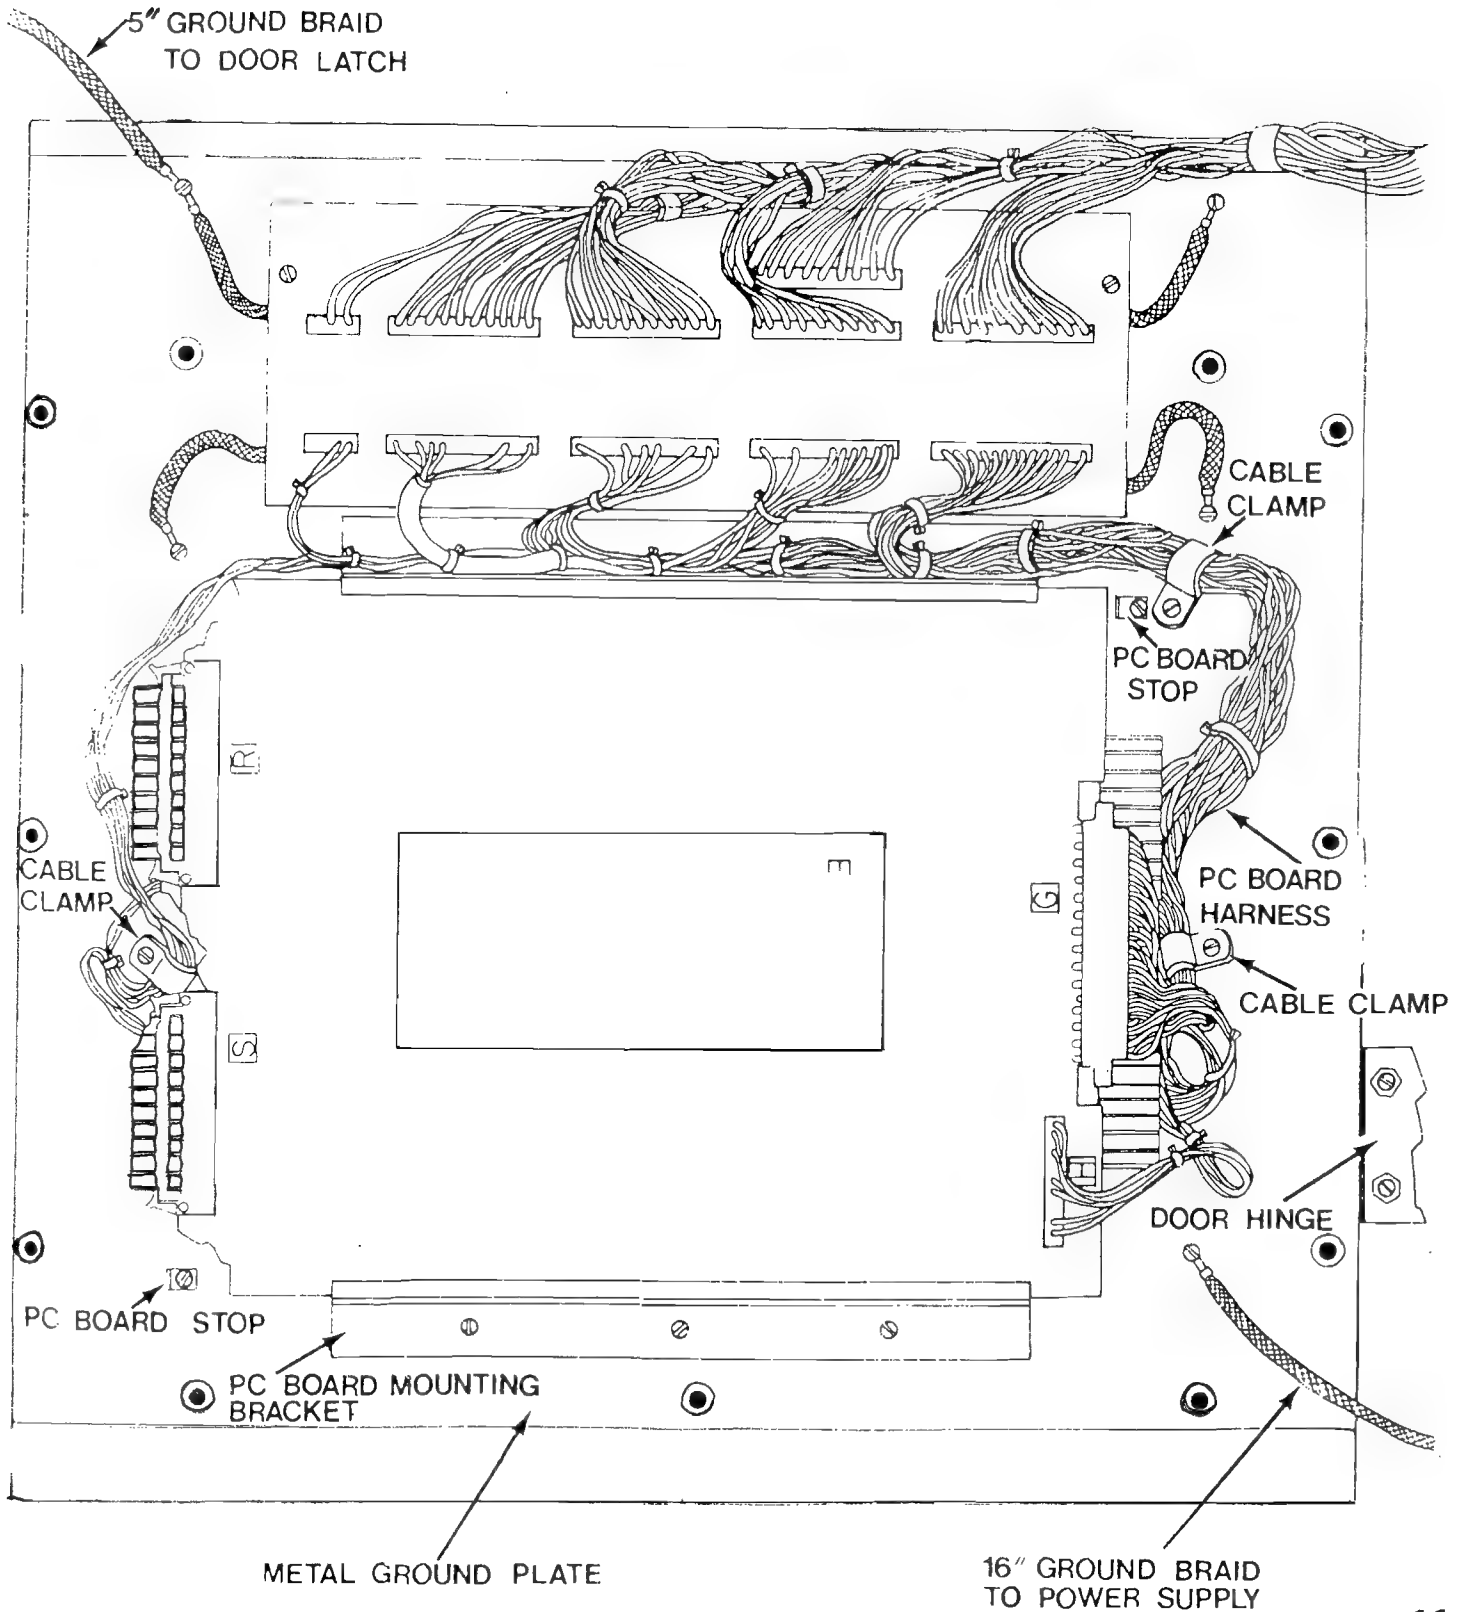 5" GROUND BRAID
TO DOOR LATCH
CABLE
CLAMP
PC BOARD
STOP
R
CABLE
CLAMP
E
G
PC BOARD
HARNESS
CABLE CLAMP
S
DOOR HINGE
PC BOARD STOP
PC BOARD MOUNTING
BRACKET
METAL GROUND PLATE
16" GROUND BRAID
TO POWER SUPPLY